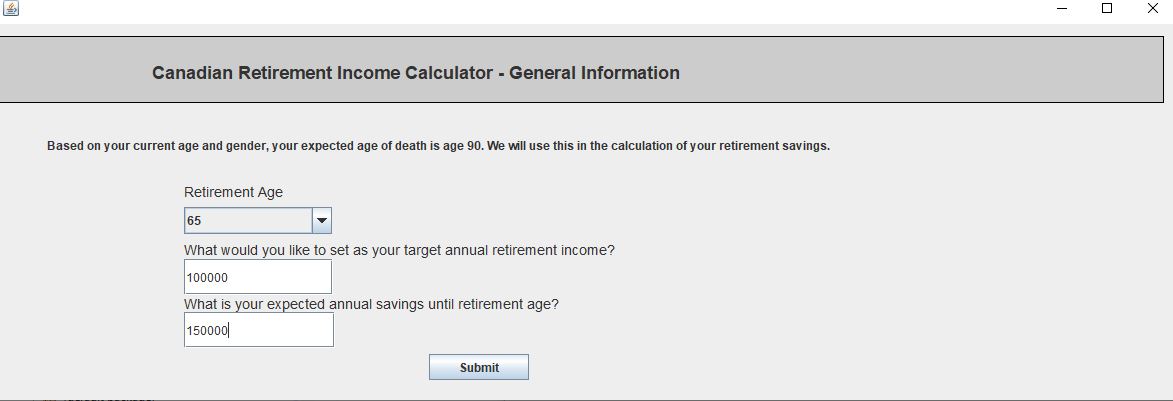 Canadian Retirement Income Calculator - General Information
Based on your current age and gender, your expected age of death is age 90. We will use this in the calculation of your retirement savings.
Retirement Age
65
What would you like to set as your target annual retirement income?
100000
What is your expected annual savings until retirement age?
150000
Submit